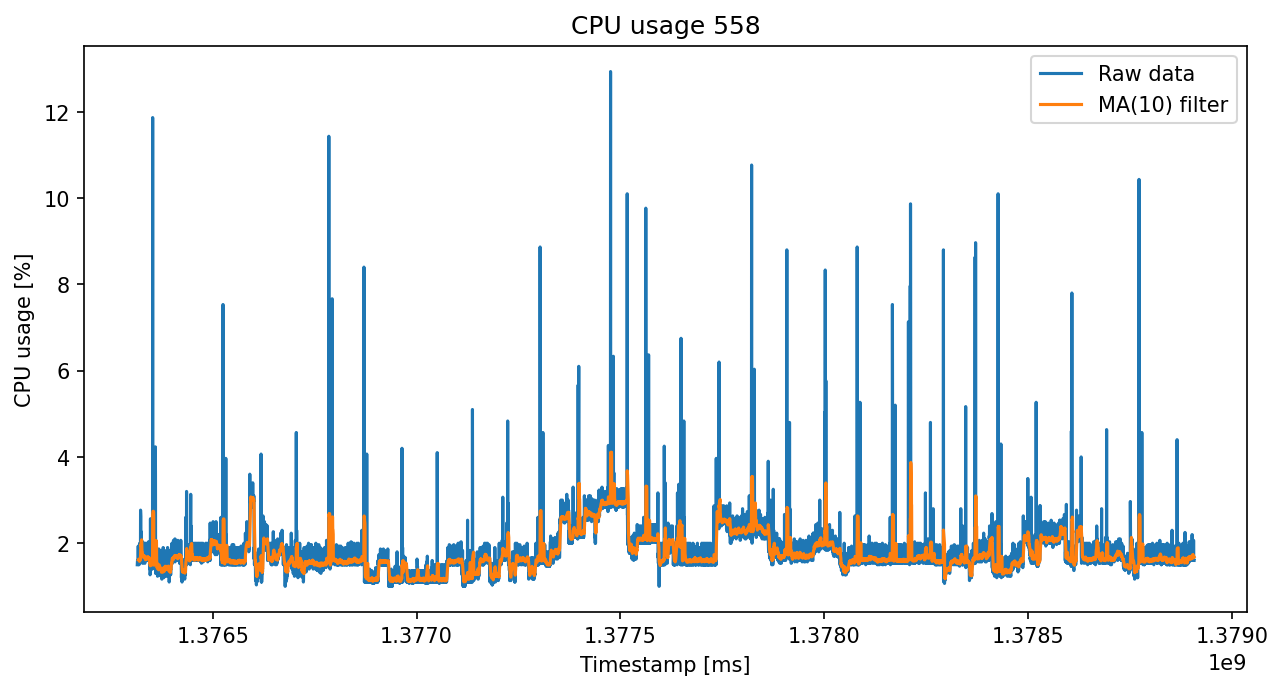 CPU usage 558
Raw data
MA(10) filter
CPU usage [%]
12
10
8
6
4
2
1.3765
1.3770
1.3775
1.3780
1.3785
1.3790
1e9
Timestamp [ms]